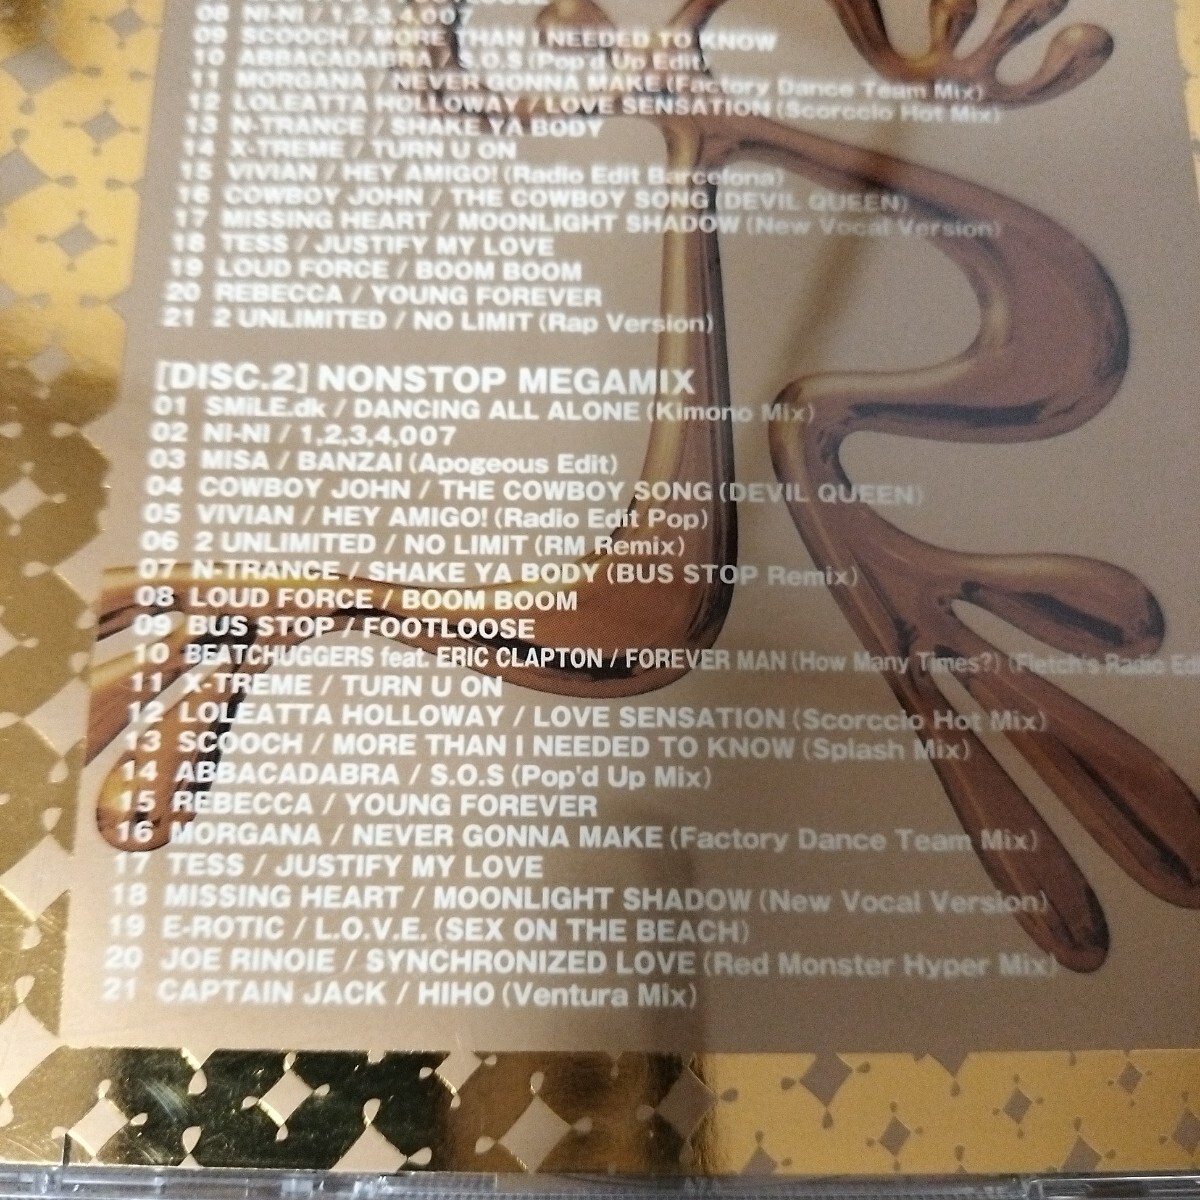 08 NI-NI / 1,2,3,4,007
09 SCOOCH / MORE THAN I NEEDED TO KNOW
10 ABBACADABRA / S.O.S (Pop'd Up Edit)
11 MORGANA / NEVER GONNA MAKE (Factory Dance Team Mix)
12 LOLEATTA HOLLOWAY / LOVE SENSATION (Scorccio Hot Mix)
13 N-TRANCE / SHAKE YA BODY
14 X-TREME / TURN U ON
15 VIVIAN / HEY AMIGO! (Radio Edit Barcelona)
16 COWBOY JOHN / THE COWBOY SONG (DEVIL QUEEN)
17 MISSING HEART / MOONLIGHT SHADOW (New Vocal Version)
18 TESS / JUSTIFY MY LOVE
19 LOUD FORCE / BOOM BOOM
20 REBECCA / YOUNG FOREVER
21 2 UNLIMITED / NO LIMIT (Rap Version)
[DISC.2] NONSTOP MEGAMIX
01 SMiLE.dk / DANCING ALL ALONE (Kimono Mix)
02 NI-NI / 1,2,3,4,007
03 MISA / BANZAI (Apogeous Edit)
04 COWBOY JOHN / THE COWBOY SONG (DEVIL QUEEN)
05 VIVIAN / HEY AMIGO! (Radio Edit Pop)
06 2 UNLIMITED / NO LIMIT (RM Remix)
07 N-TRANCE / SHAKE YA BODY (BUS STOP Remix)
08 LOUD FORCE / BOOM BOOM
09 BUS STOP / FOOTLOOSE
10 BEATCHUGGERS feat. ERIC CLAPTON / FOREVER MAN (How Many Times?) (Fletch's Radio Edi
11 X-TREME / TURN U ON
12 LOLEATTA HOLLOWAY / LOVE SENSATION (Scorccio Hot Mix)
13 SCOOCH / MORE THAN I NEEDED TO KNOW (Splash Mix)
14 ABBACADABRA / S.O.S (Pop'd Up Mix)
15 REBECCA / YOUNG FOREVER
16 MORGANA / NEVER GONNA MAKE (Factory Dance Team Mix)
17 TESS / JUSTIFY MY LOVE
18 MISSING HEART / MOONLIGHT SHADOW (New Vocal Version)
19 E-ROTIC / L.O.V.E. (SEX ON THE BEACH)
20 JOE RINOIE / SYNCHRONIZED LOVE (Red Monster Hyper Mix)
21 CAPTAIN JACK / HIHO (Ventura Mix)